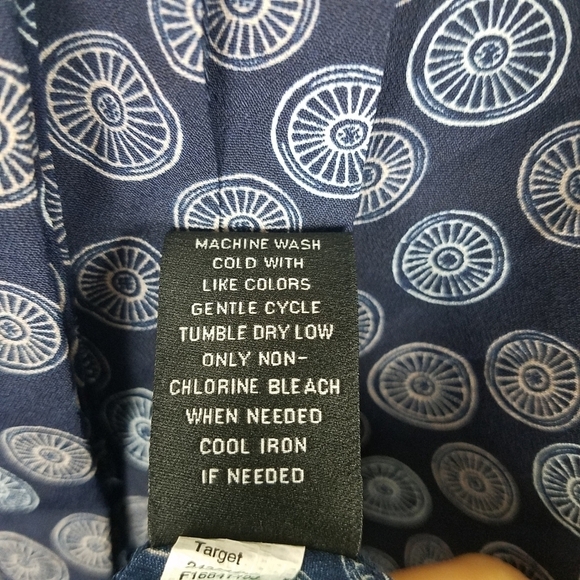 MACHINE WASH
COLD WITH
LIKE COLORS
GENTLE CYCLE
TUMBLE DRY LOW
ONLY NON-
CHLORINE BLEACH
WHEN NEEDED
COOL IRON
IF NEEDED
Target